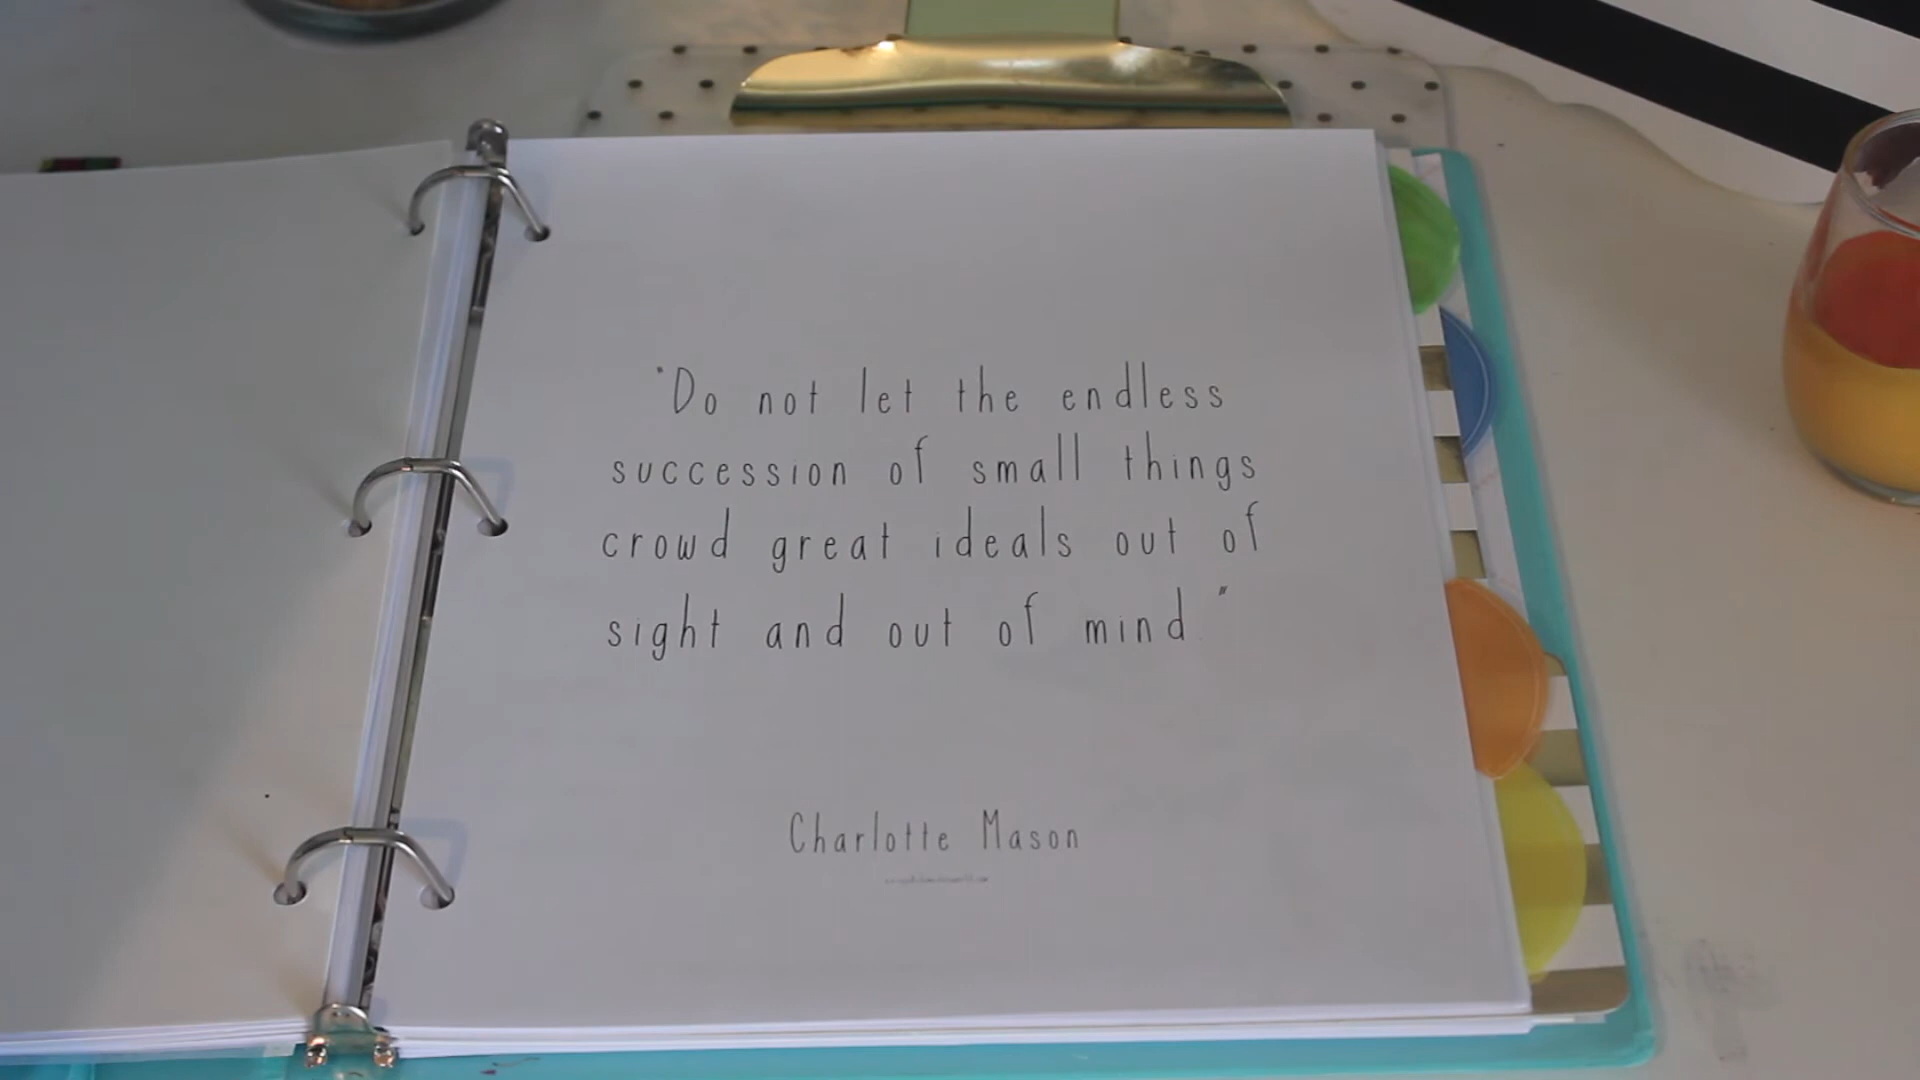 "Do not let the endless
succession of small things
crowd great ideals out of
sight and out of mind"
Charlotte Mason